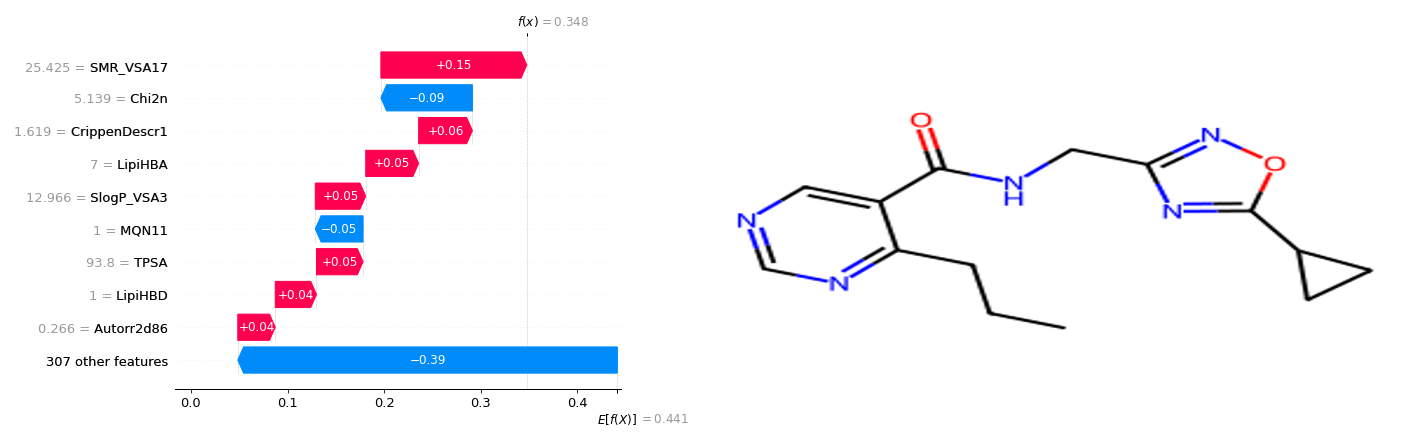 f(x) = 0.348
25.425 = SMR_VSA17
+0.15
5.139 = Chi2n
−0.09
1.619 = CrippenDescr1
+0.06
7 = LipiHBA
+0.05
12.966 = SlogP_VSA3
+0.05
1 = MQN11
−0.05
93.8 = TPSA
+0.05
1 = LipiHBD
+0.04
0.266 = Autorr2d86
+0.04
307 other features
−0.39
0.0 0.1 0.2 0.3 0.4
E[f(X)] = 0.441
O
N
O
N
H
N
N
N